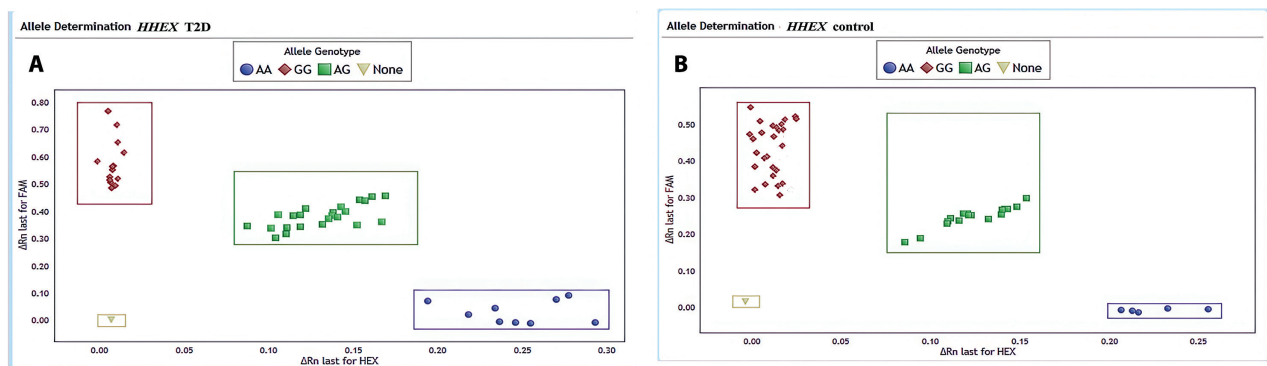 Allele Determination HHEX T2D
A
Allele Genotype
AA GG AG None
0.80
0.70
0.60
0.50
0.40
0.30
0.20
0.10
0.00
ΔRn last for FAM
0.00 0.05 0.10 0.15 0.20 0.25 0.30
ΔRn last for HEX
Allele Determination · HHEX control
B
Allele Genotype
AA GG AG None
0.50
0.40
0.30
0.20
0.10
0.00
ΔRn last for FAM
0.00 0.05 0.10 0.15 0.20 0.25
ΔRn last for HEX